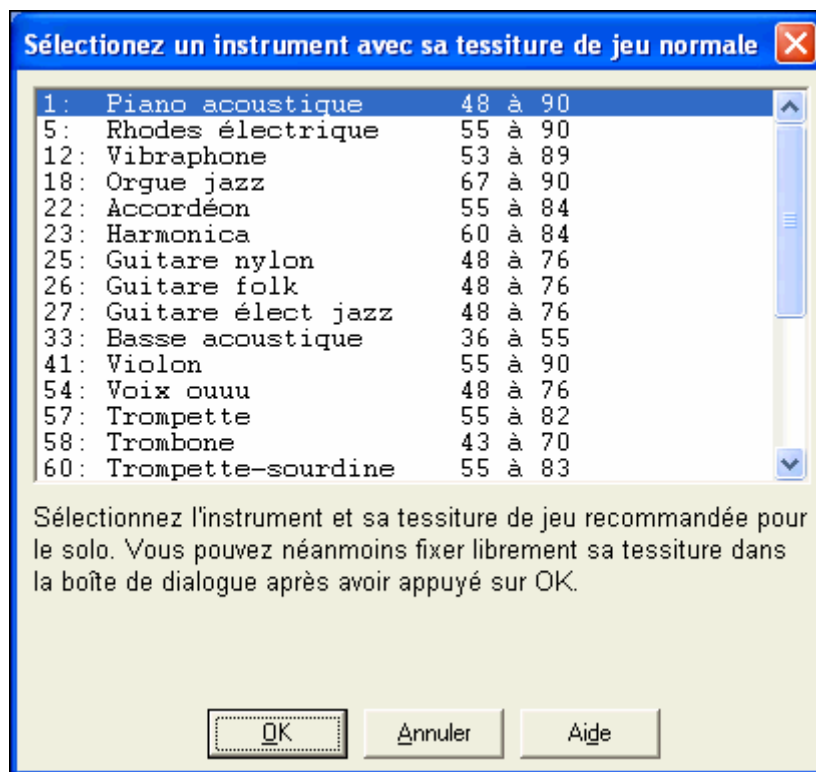 Sélectionez un instrument avec sa tessiture de jeu normale
1: Piano acoustique 48 à 90
5: Rhodes électrique 55 à 90
12: Vibraphone 53 à 89
18: Orgue jazz 67 à 90
22: Accordéon 55 à 84
23: Harmonica 60 à 84
25: Guitare nylon 48 à 76
26: Guitare folk 48 à 76
27: Guitare élect jazz 48 à 76
33: Basse acoustique 36 à 55
41: Violon 55 à 90
54: Voix ouuu 48 à 76
57: Trompette 55 à 82
58: Trombone 43 à 70
60: Trompette-sourdine 55 à 83
Sélectionnez l'instrument et sa tessiture de jeu recommandée pour
le solo. Vous pouvez néanmoins fixer librement sa tessiture dans
la boîte de dialogue après avoir appuyé sur OK.
OK Annuler Aide